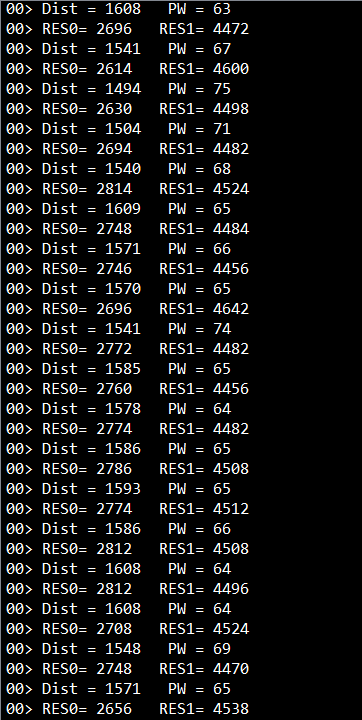 00> Dist = 1608   PW = 63
00> RES0= 2696   RES1= 4472
00> Dist = 1541   PW = 67
00> RES0= 2614   RES1= 4600
00> Dist = 1494   PW = 75
00> RES0= 2630   RES1= 4498
00> Dist = 1504   PW = 71
00> RES0= 2694   RES1= 4482
00> Dist = 1540   PW = 68
00> RES0= 2814   RES1= 4524
00> Dist = 1609   PW = 65
00> RES0= 2748   RES1= 4484
00> Dist = 1571   PW = 66
00> RES0= 2746   RES1= 4456
00> Dist = 1570   PW = 65
00> RES0= 2696   RES1= 4642
00> Dist = 1541   PW = 74
00> RES0= 2772   RES1= 4482
00> Dist = 1585   PW = 65
00> RES0= 2760   RES1= 4456
00> Dist = 1578   PW = 64
00> RES0= 2774   RES1= 4482
00> Dist = 1586   PW = 65
00> RES0= 2786   RES1= 4508
00> Dist = 1593   PW = 65
00> RES0= 2774   RES1= 4512
00> Dist = 1586   PW = 66
00> RES0= 2812   RES1= 4508
00> Dist = 1608   PW = 64
00> RES0= 2812   RES1= 4496
00> Dist = 1608   PW = 64
00> RES0= 2708   RES1= 4524
00> Dist = 1548   PW = 69
00> RES0= 2748   RES1= 4470
00> Dist = 1571   PW = 65
00> RES0= 2656   RES1= 4538